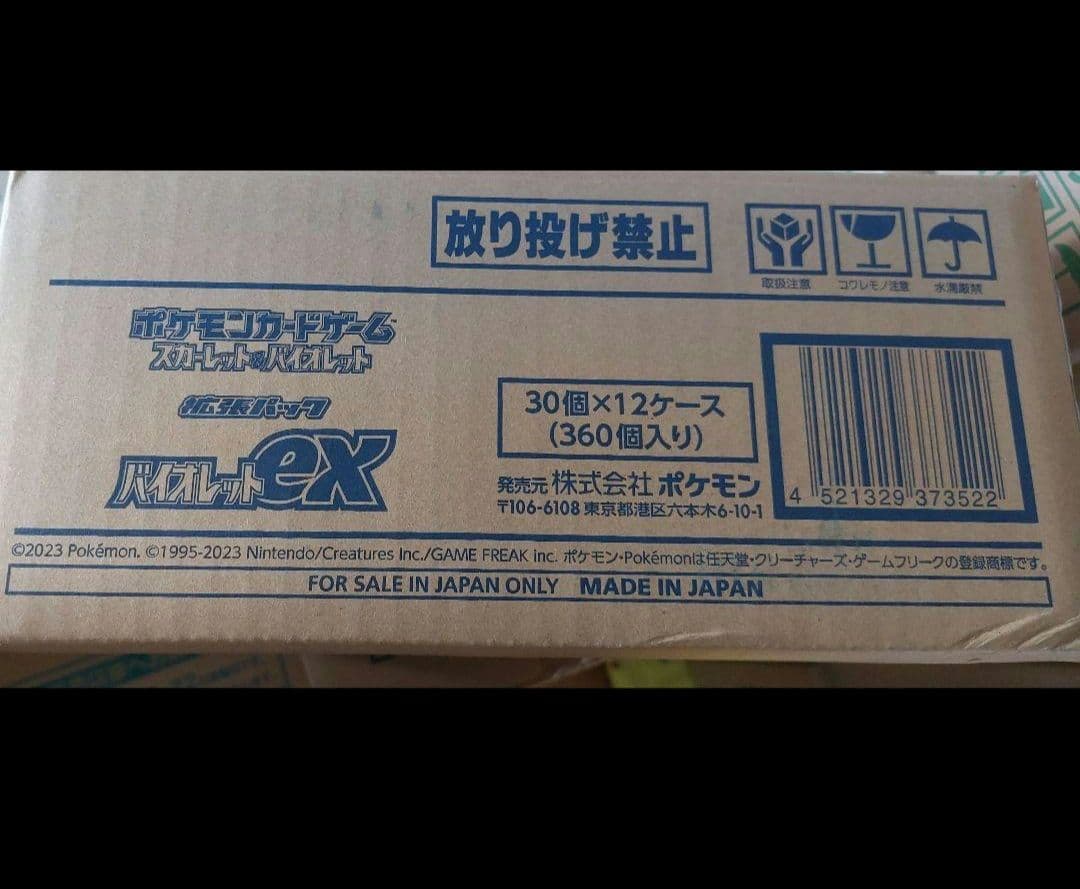 放り投げ禁止
取扱注意
コワレモノ注意
水濡厳禁
ポケモンカードゲーム
スカーレット&バイオレット
拡張パック
バイオレットex
30個×12ケース
(360個入り)
発売元 株式会社 ポケモン
〒106-6108 東京都港区六本木6-10-1
4 521329 373522
©2023 Pokémon. ©1995-2023 Nintendo/Creatures Inc./GAME FREAK inc. ポケモン・Pokémonは任天堂・クリーチャーズ・ゲームフリークの登録商標です。
FOR SALE IN JAPAN ONLY MADE IN JAPAN